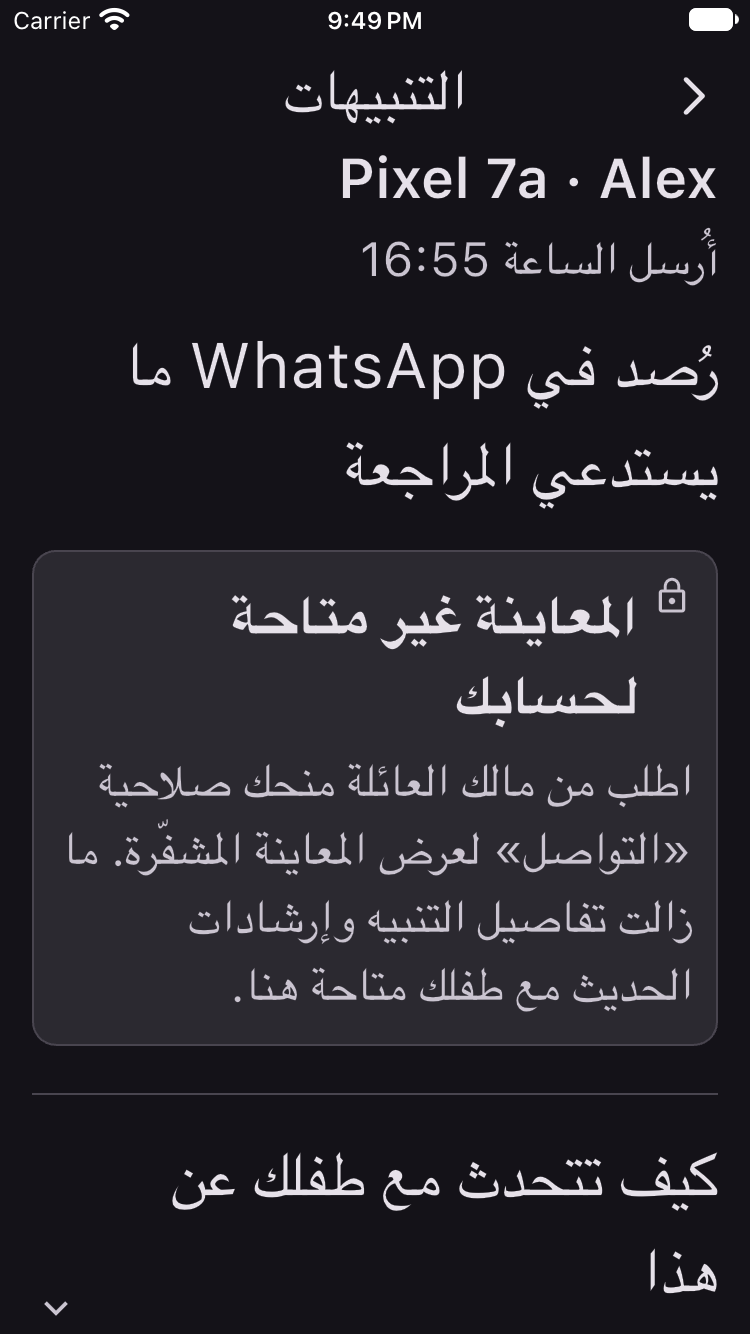 Carrier 9:49 PM
التنبيهات
Pixel 7a · Alex
أُرسل الساعة 16:55
رُصد في WhatsApp ما
يستدعي المراجعة
المعاينة غير متاحة
لحسابك
اطلب من مالك العائلة منحك صلاحية
«التواصل» لعرض المعاينة المشفّرة. ما
زالت تفاصيل التنبيه وإرشادات
الحديث مع طفلك متاحة هنا.
كيف تتحدث مع طفلك عن
هذا